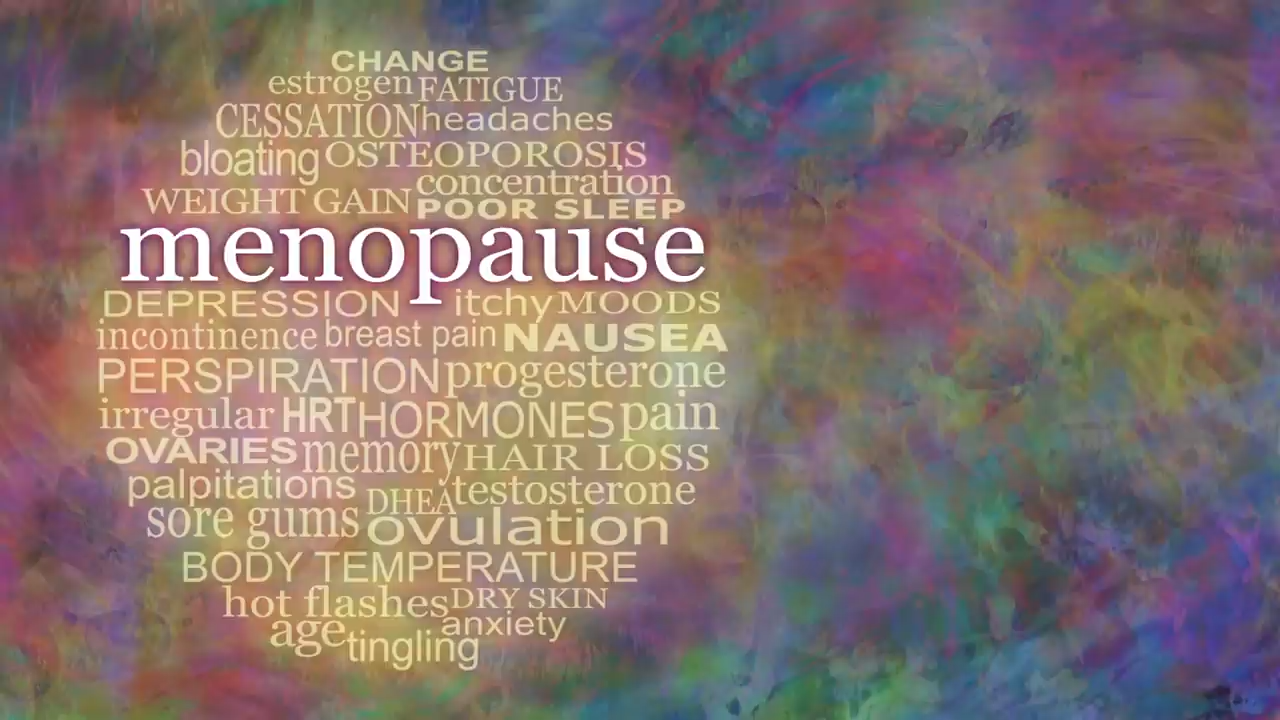 CHANGE
estrogen FATIGUE
CESSATION headaches
bloating OSTEOPOROSIS
concentration
WEIGHT GAIN POOR SLEEP
menopause
DEPRESSION itchy MOODS
incontinence breast pain NAUSEA
PERSPIRATION progesterone
irregular HRT HORMONES pain
OVARIES memory HAIR LOSS
palpitations DHEA testosterone
sore gums ovulation
BODY TEMPERATURE
hot flashes DRY SKIN
age anxiety
tingling